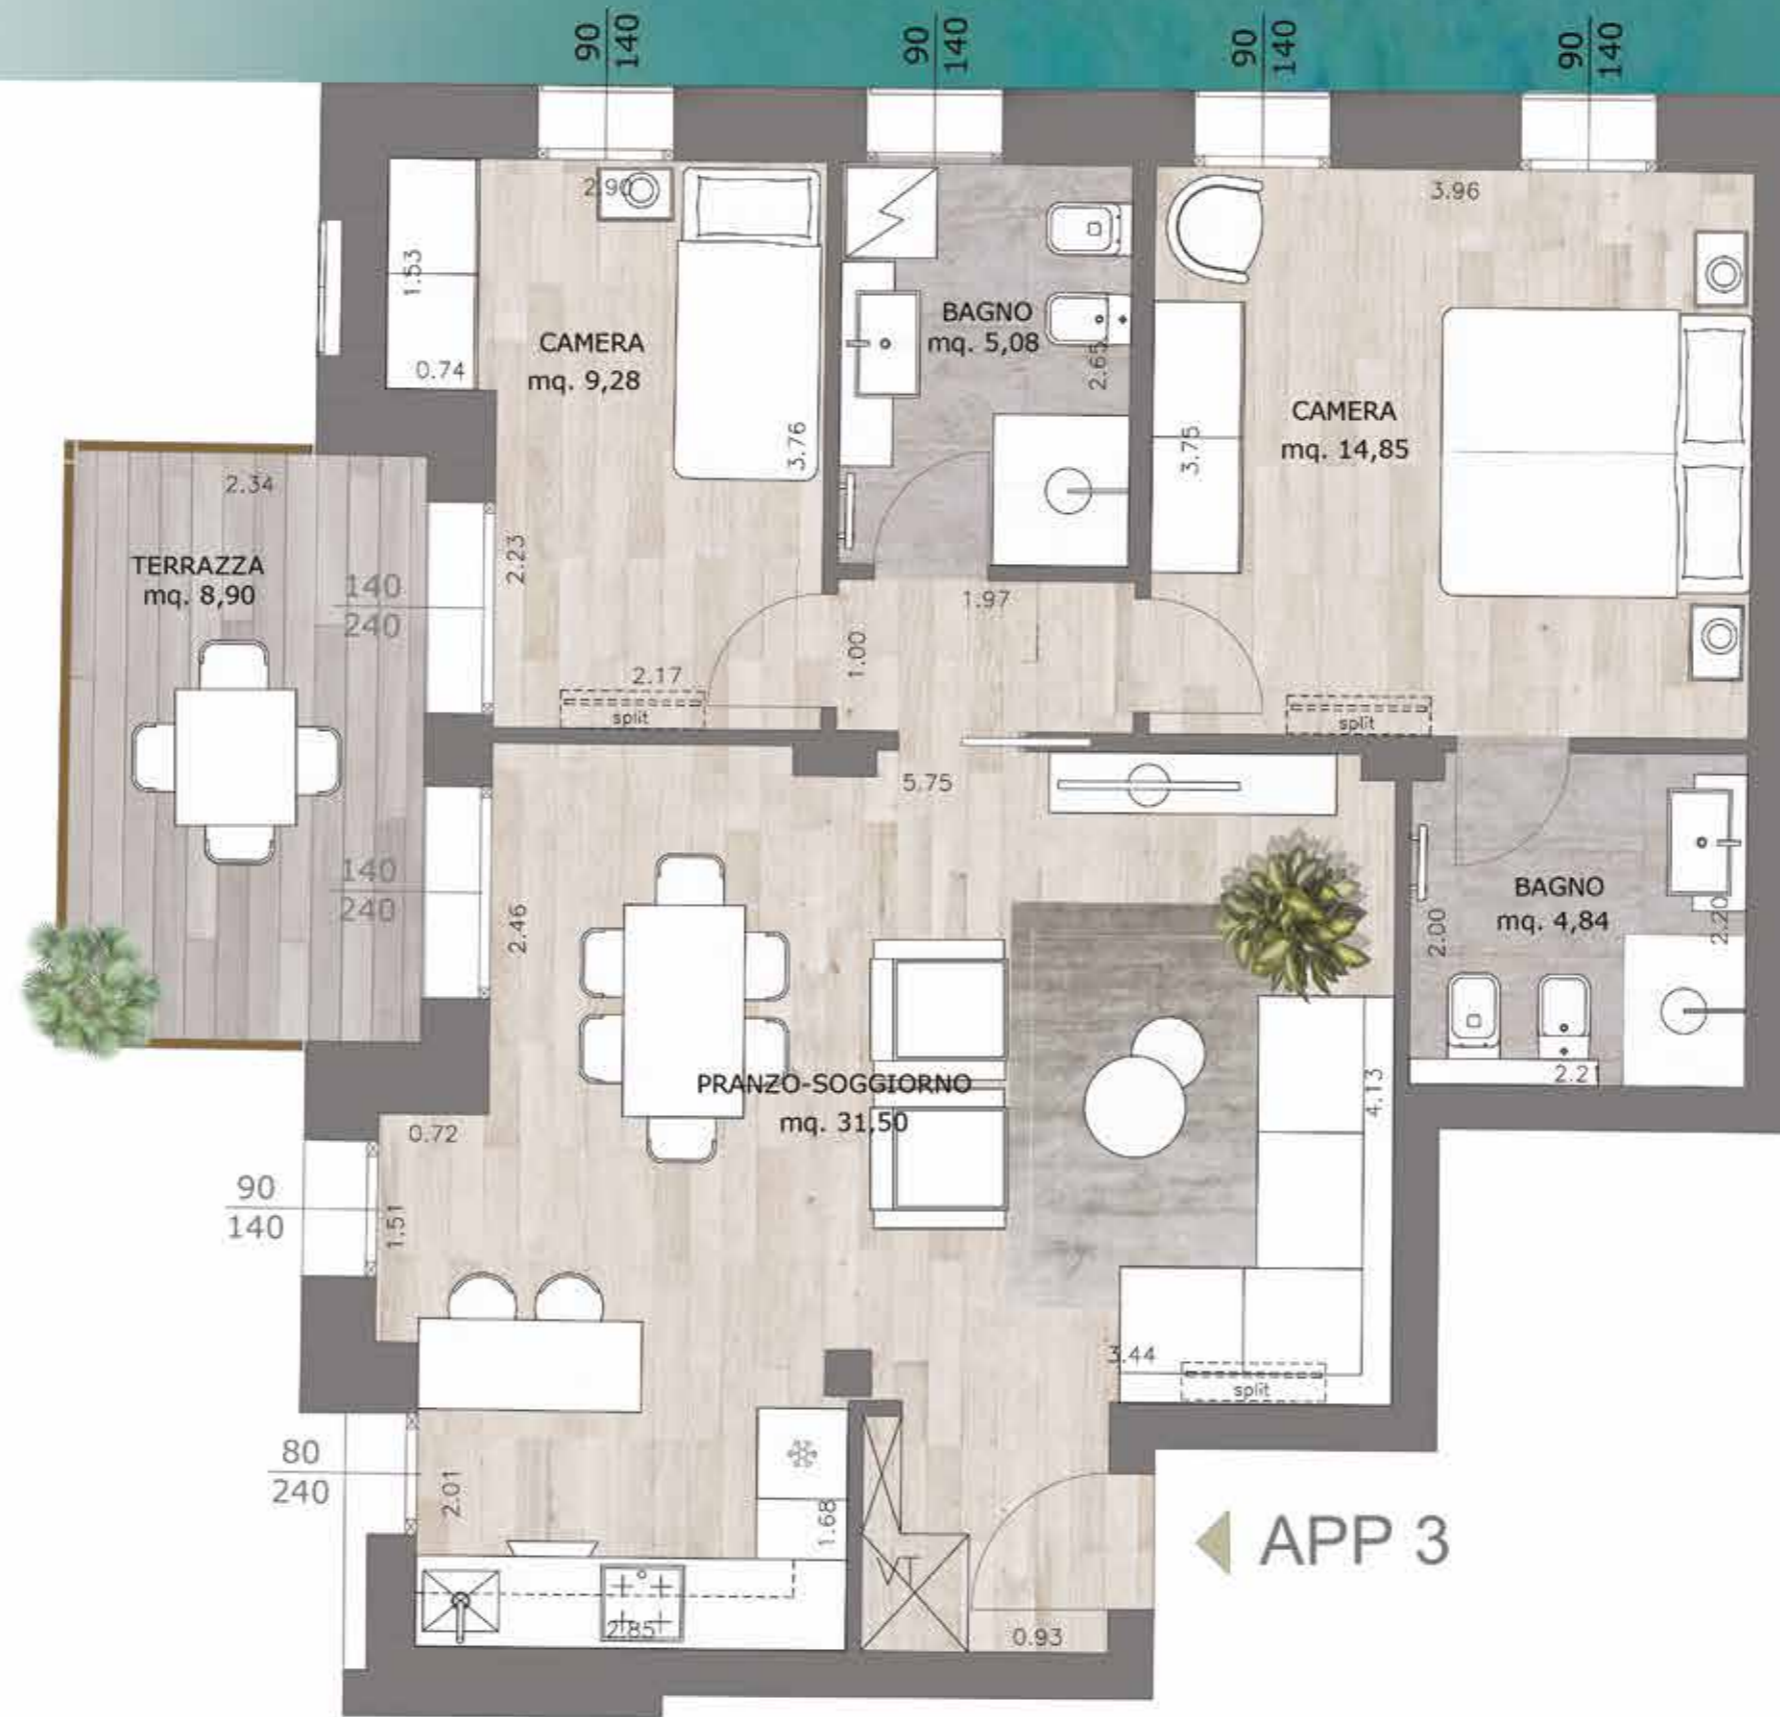 90
140
90
140
90
140
90
140
2.90
3.96
1.53
0.74
CAMERA
mq. 9,28
3.76
BAGNO
mq. 5,08
2.65
3.75
CAMERA
mq. 14,85
2.34
TERRAZZA
mq. 8,90
140
240
2.23
1.97
1.00
2.17
split
split
5.75
140
240
2.46
BAGNO
mq. 4,84
2.00
2.20
2.21
PRANZO-SOGGIORNO
mq. 31,50
4.13
0.72
90
140
1.51
3.44
split
80
240
2.01
1.68
VT
APP 3
2.85
0.93